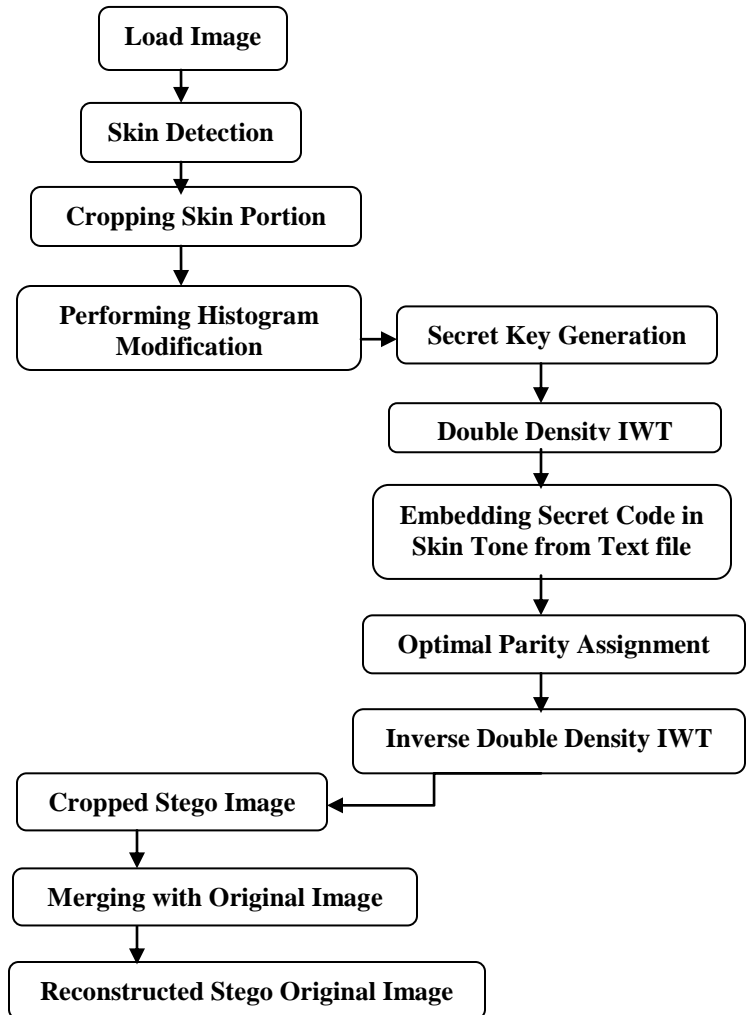 Load Image
Skin Detection
Cropping Skin Portion
Performing Histogram
Modification
Secret Key Generation
Double Density IWT
Embedding Secret Code in
Skin Tone from Text file
Optimal Parity Assignment
Inverse Double Density IWT
Cropped Stego Image
Merging with Original Image
Reconstructed Stego Original Image